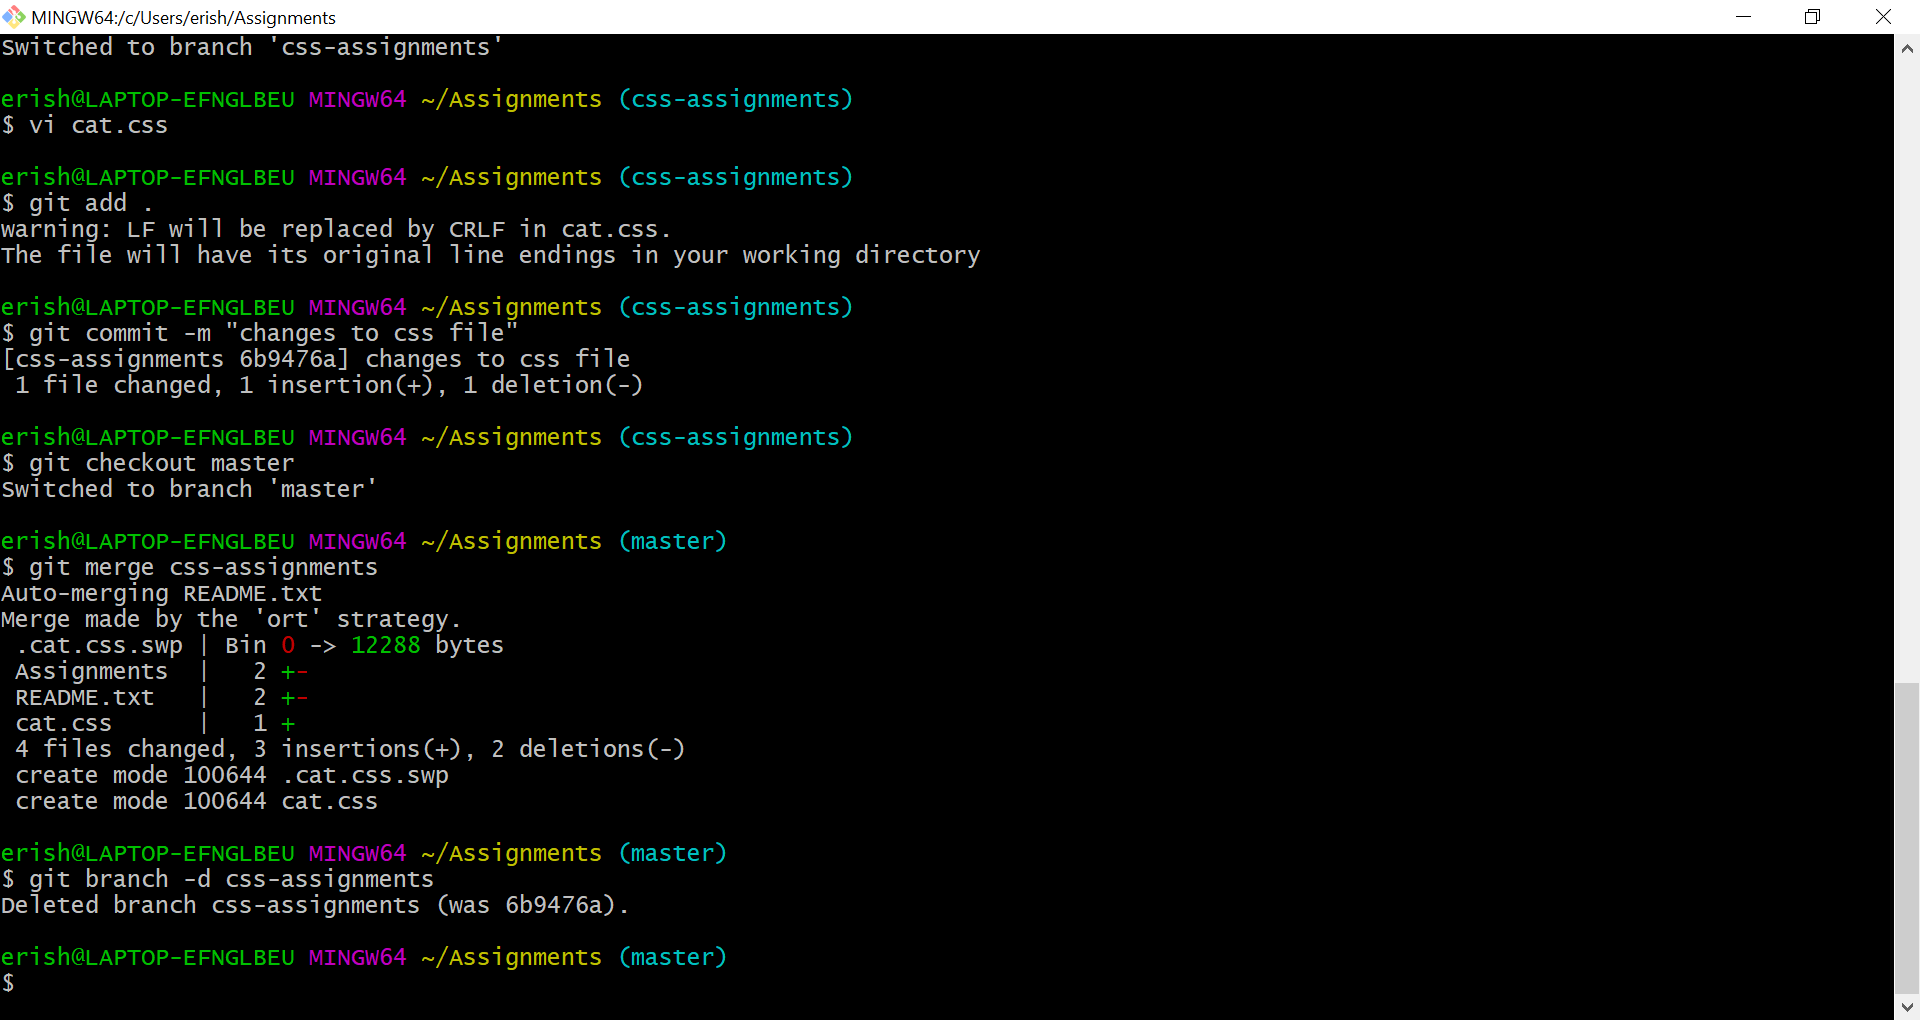 MINGW64:/c/Users/erish/Assignments
Switched to branch 'css-assignments'
erish@LAPTOP-EFNGLBEU MINGW64 ~/Assignments (css-assignments)
$ vi cat.css
erish@LAPTOP-EFNGLBEU MINGW64 ~/Assignments (css-assignments)
$ git add .
warning: LF will be replaced by CRLF in cat.css.
The file will have its original line endings in your working directory
erish@LAPTOP-EFNGLBEU MINGW64 ~/Assignments (css-assignments)
$ git commit -m "changes to css file"
[css-assignments 6b9476a] changes to css file
 1 file changed, 1 insertion(+), 1 deletion(-)
erish@LAPTOP-EFNGLBEU MINGW64 ~/Assignments (css-assignments)
$ git checkout master
Switched to branch 'master'
erish@LAPTOP-EFNGLBEU MINGW64 ~/Assignments (master)
$ git merge css-assignments
Auto-merging README.txt
Merge made by the 'ort' strategy.
 .cat.css.swp | Bin 0 -> 12288 bytes
 Assignments  |   2 +-
 README.txt   |   2 +-
 cat.css      |   1 +
 4 files changed, 3 insertions(+), 2 deletions(-)
 create mode 100644 .cat.css.swp
 create mode 100644 cat.css
erish@LAPTOP-EFNGLBEU MINGW64 ~/Assignments (master)
$ git branch -d css-assignments
Deleted branch css-assignments (was 6b9476a).
erish@LAPTOP-EFNGLBEU MINGW64 ~/Assignments (master)
$